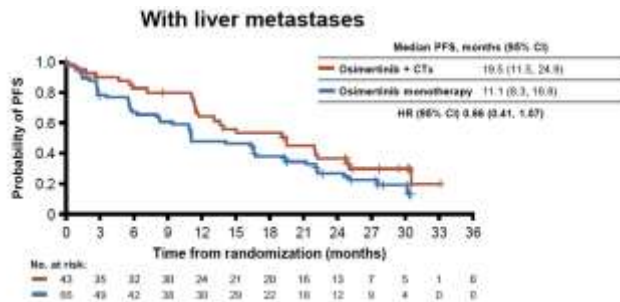 With liver metastases
Median PFS, months (95% CI)
Osimertinib + CTx 19.5 (11.5, 24.9)
Osimertinib monotherapy 11.1 (8.3, 16.6)
HR (95% CI) 0.66 (0.41, 1.07)
Probability of PFS
1.0
0.8
0.6
0.4
0.2
0
0 3 6 9 12 15 18 21 24 27 30 33 36
Time from randomization (months)
No. at risk:
43 35 32 30 24 21 20 16 13 7 5 1 0
49 42 38 30 22 12 9 4 0 0